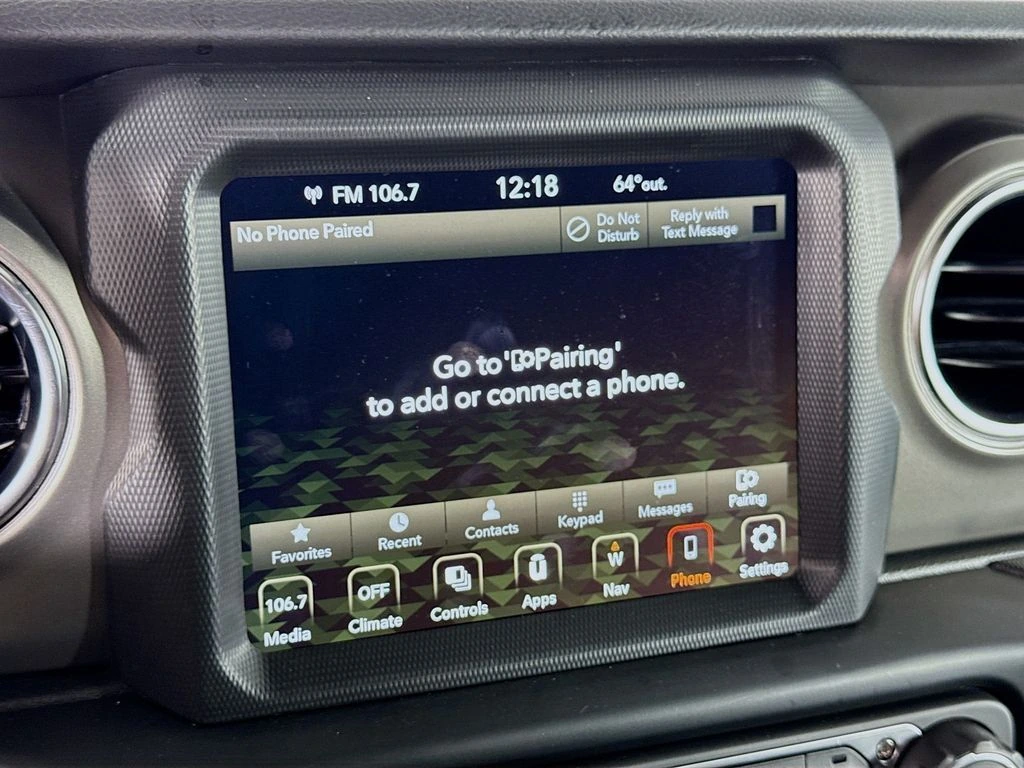 FM 106.7 12:18 64°out.
No Phone Paired
Do Not
Disturb
Reply with
Text Message
Go to 'Pairing'
to add or connect a phone.
Favorites Recent Contacts Keypad Messages Pairing
106.7 OFF W
Media Climate Controls Apps Nav Phone Settings